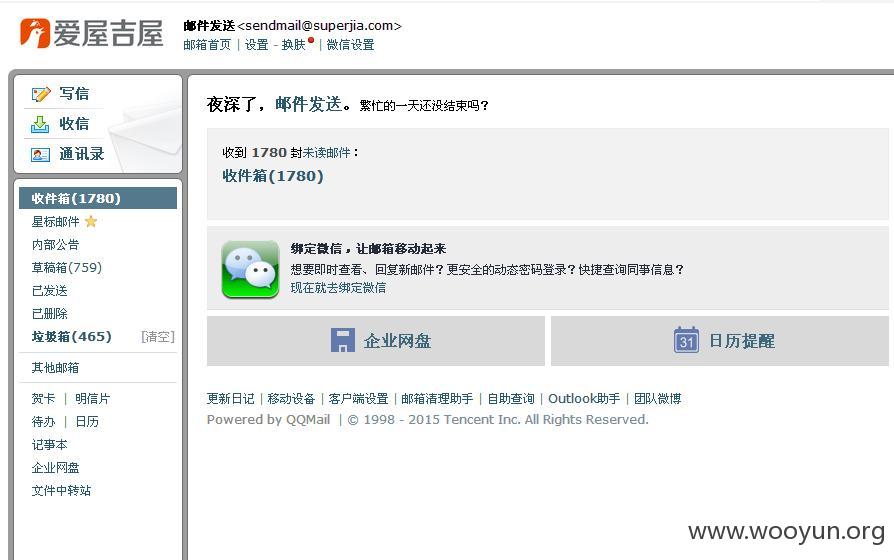 爱屋吉屋
邮件发送<sendmail@superjia.com>
邮箱首页 | 设置 - 换肤 | 微信设置
写信
收信
通讯录
收件箱(1780)
星标邮件
内部公告
草稿箱(759)
已发送
已删除
垃圾箱(465) [清空]
其他邮箱
贺卡 | 明信片
待办 | 日历
记事本
企业网盘
文件中转站
夜深了，邮件发送。繁忙的一天还没结束吗？
收到 1780 封未读邮件：
收件箱(1780)
绑定微信，让邮箱移动起来
想要即时查看、回复新邮件？更安全的动态密码登录？快捷查询同事信息？
现在就去绑定微信
企业网盘
31 日历提醒
更新日记 | 移动设备 | 客户端设置 | 邮箱清理助手 | 自助查询 | Outlook助手 | 团队微博
Powered by QQMail | © 1998 - 2015 Tencent Inc. All Rights Reserved.
www.wooyun.org